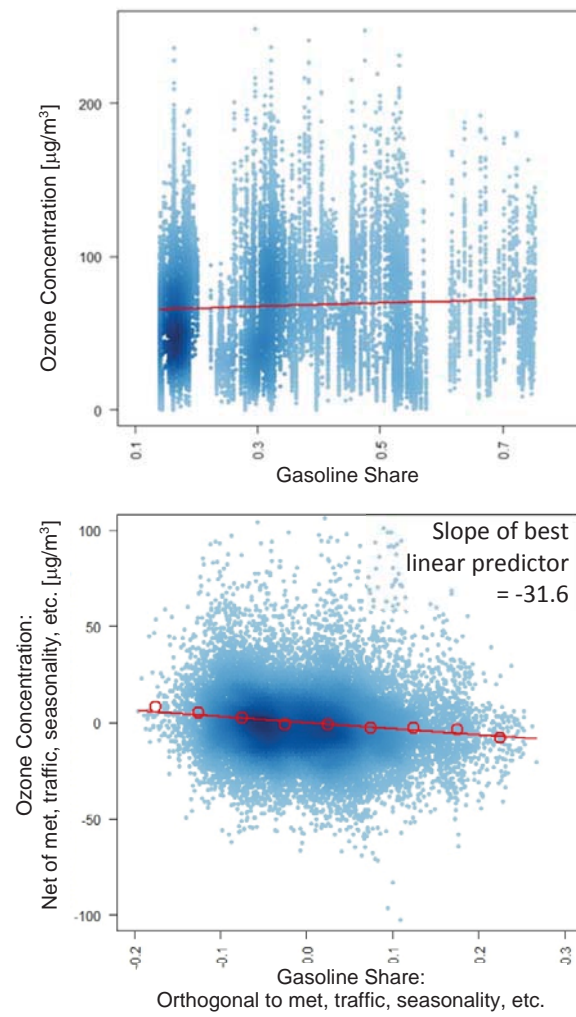 Ozone Concentration [µg/m³]
200
100
0
0.1
0.3
0.5
0.7
Gasoline Share
Slope of best
linear predictor
= -31.6
Ozone Concentration:
Net of met, traffic, seasonality, etc. [µg/m³]
100
50
0
-50
-100
-0.2
-0.1
0.0
0.1
0.2
0.3
Gasoline Share:
Orthogonal to met, traffic, seasonality, etc.